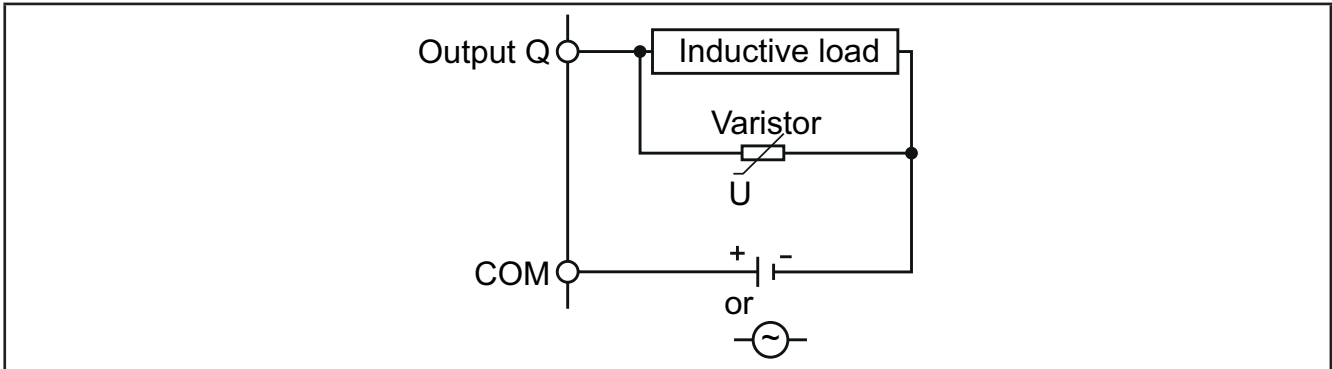 Output Q
Inductive load
Varistor
U
COM
+ -
or
~